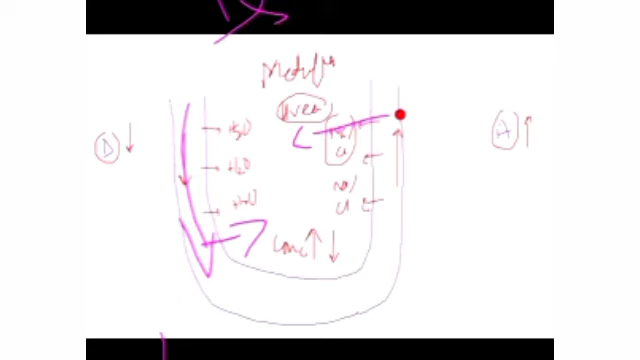 Medulla
Urea
D
H2O
H2O
H2O
Na/
Cl
Na/
Cl
A
Conc